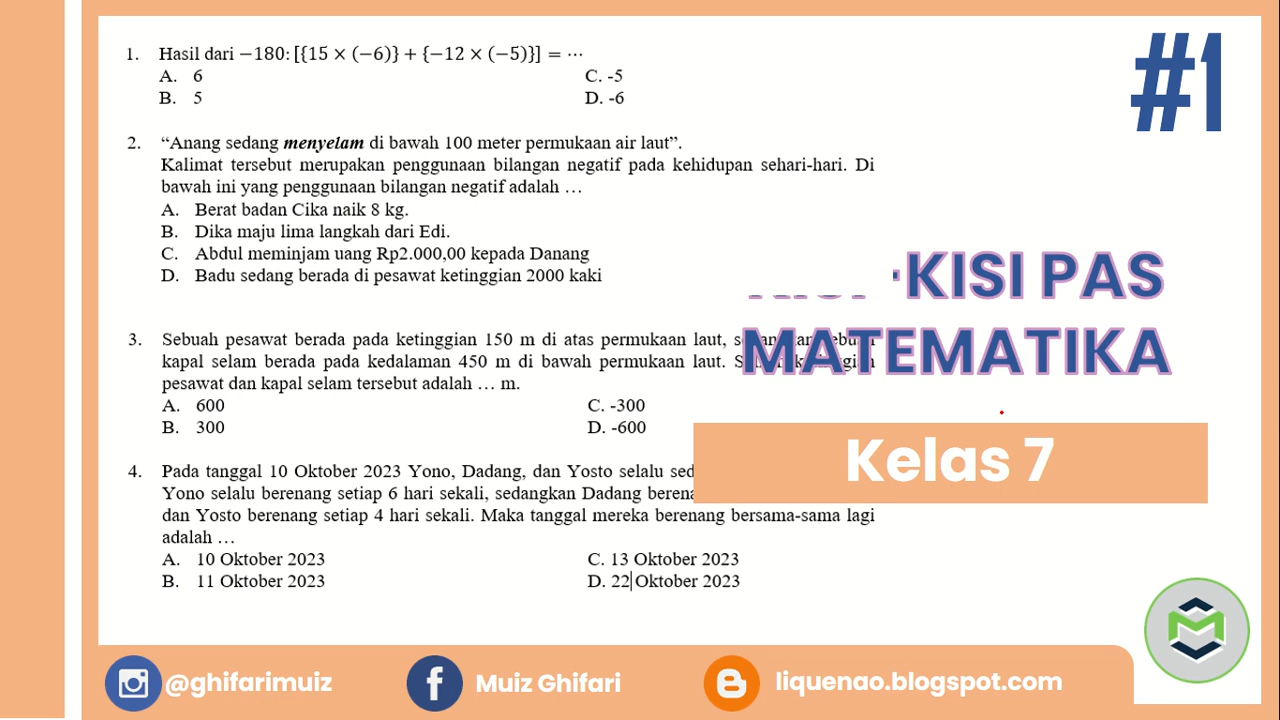 #1
1. Hasil dari −180: [{15 × (−6)} + {−12 × (−5)}] = ⋯
A. 6 C. -5
B. 5 D. -6
2. “Anang sedang menyelam di bawah 100 meter permukaan air laut”.
Kalimat tersebut merupakan penggunaan bilangan negatif pada kehidupan sehari-hari. Di
bawah ini yang penggunaan bilangan negatif adalah …
A. Berat badan Cika naik 8 kg.
B. Dika maju lima langkah dari Edi.
C. Abdul meminjam uang Rp2.000,00 kepada Danang
D. Badu sedang berada di pesawat ketinggian 2000 kaki
3. Sebuah pesawat berada pada ketinggian 150 m di atas permukaan laut,
kapal selam berada pada kedalaman 450 m di bawah permukaan laut.
pesawat dan kapal selam tersebut adalah … m.
A. 600 C. -300
B. 300 D. -600
4. Pada tanggal 10 Oktober 2023 Yono, Dadang, dan Yosto selalu
Yono selalu berenang setiap 6 hari sekali, sedangkan Dadang
dan Yosto berenang setiap 4 hari sekali. Maka tanggal mereka berenang bersama-sama lagi
adalah …
A. 10 Oktober 2023 C. 13 Oktober 2023
B. 11 Oktober 2023 D. 22 Oktober 2023
-KISI PAS
MATEMATIKA
Kelas 7
@ghifarimuiz
Muiz Ghifari
liquenao.blogspot.com